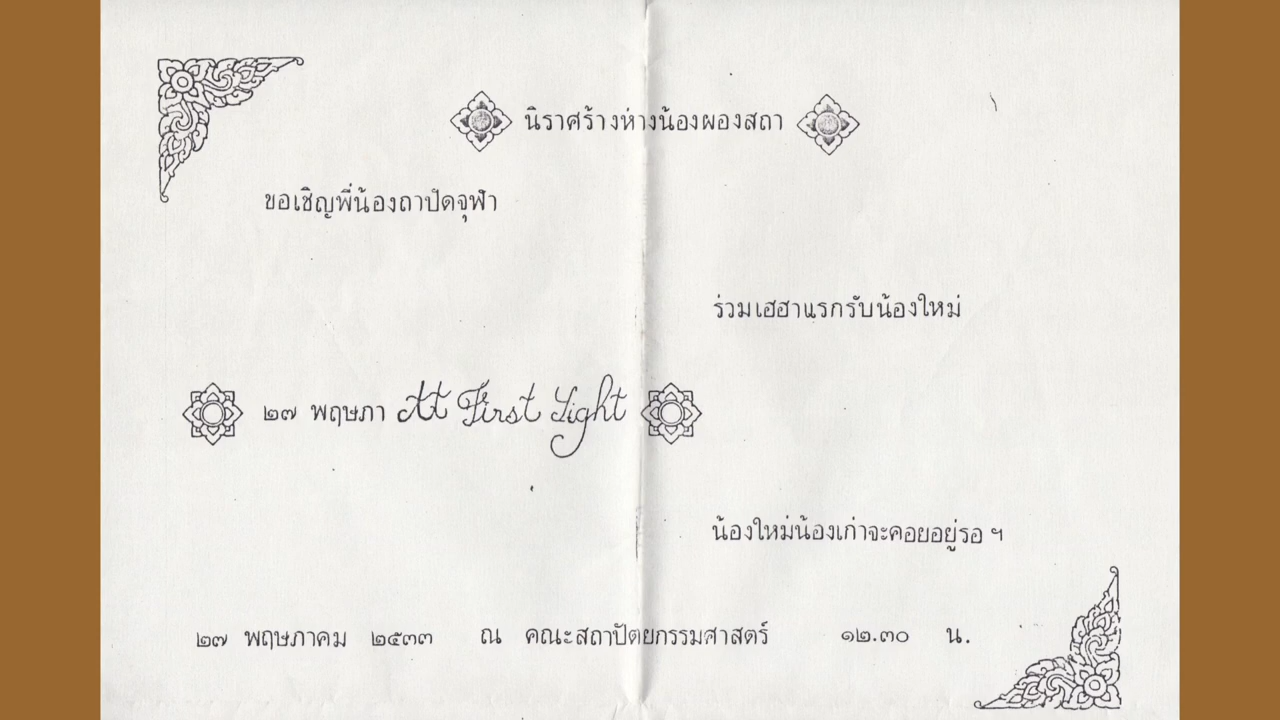 นิราศร้างห่างน้องผองสถา
ขอเชิญพี่น้องถาปัดจุฬา
ร่วมเฮฮาแรกรับน้องใหม่
๒๗ พฤษภา At First Light
น้องใหม่น้องเก่าจะคอยอยู่รอ ฯ
๒๗ พฤษภาคม ๒๕๓๓ ณ คณะสถาปัตยกรรมศาสตร์ ๑๒.๓๐ น.